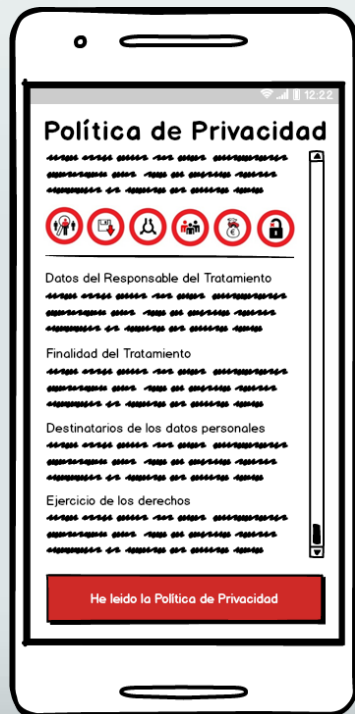 12:22
Política de Privacidad
Datos del Responsable del Tratamiento
Finalidad del Tratamiento
Destinatarios de los datos personales
Ejercicio de los derechos
He leido la Política de Privacidad